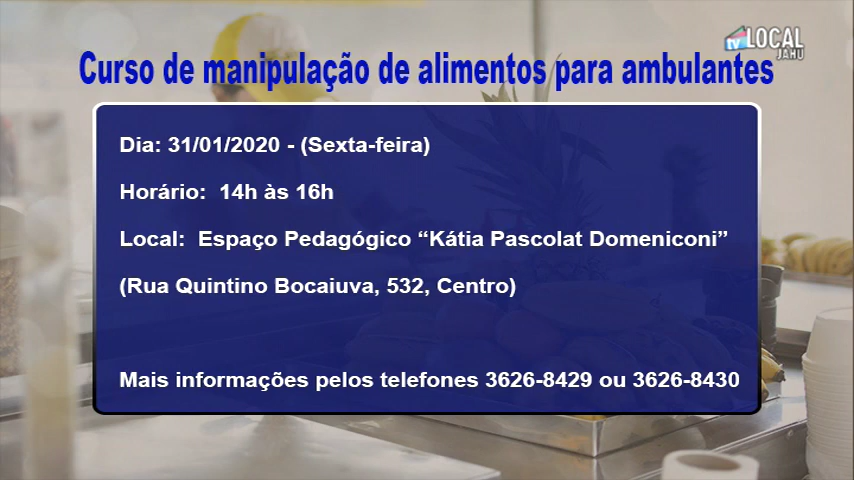 tv LOCAL
JAHU
Curso de manipulação de alimentos para ambulantes
Dia: 31/01/2020 - (Sexta-feira)
Horário:  14h às 16h
Local:  Espaço Pedagógico “Kátia Pascolat Domeniconi”
(Rua Quintino Bocaiuva, 532, Centro)
Mais informações pelos telefones 3626-8429 ou 3626-8430